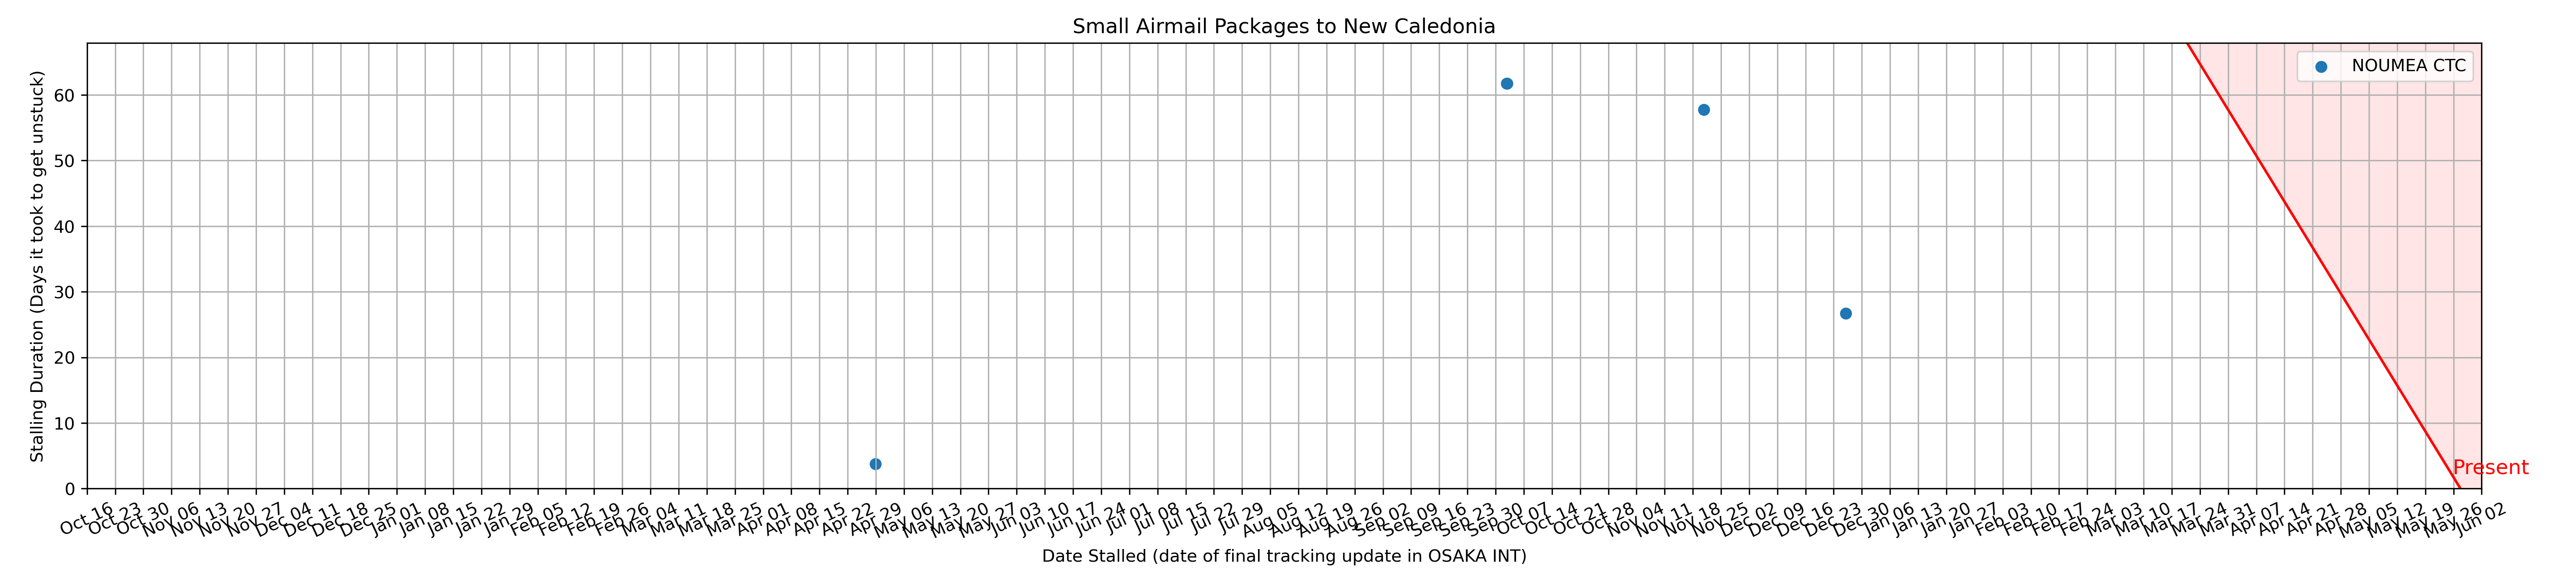 Small Airmail Packages to New Caledonia
NOUMEA CTC
Stalling Duration (Days it took to get unstuck)
60
50
40
30
20
10
0
Present
Oct 16
Oct 23
Oct 30
Nov 06
Nov 13
Nov 20
Nov 27
Dec 04
Dec 11
Dec 18
Dec 25
Jan 01
Jan 08
Jan 15
Jan 22
Jan 29
Feb 05
Feb 12
Feb 19
Feb 26
Mar 04
Mar 11
Mar 18
Mar 25
Apr 01
Apr 08
Apr 15
Apr 22
Apr 29
May 06
May 13
May 20
May 27
Jun 03
Jun 10
Jun 17
Jun 24
Jul 01
Jul 08
Jul 15
Jul 22
Jul 29
Aug 05
Aug 12
Aug 19
Aug 26
Sep 02
Sep 09
Sep 16
Sep 23
Sep 30
Oct 07
Oct 14
Oct 21
Oct 28
Nov 04
Nov 11
Nov 18
Nov 25
Dec 02
Dec 09
Dec 16
Dec 23
Dec 30
Jan 06
Jan 13
Jan 20
Jan 27
Feb 03
Feb 10
Feb 17
Feb 24
Mar 03
Mar 10
Mar 17
Mar 24
Mar 31
Apr 07
Apr 14
Apr 21
Apr 28
May 05
May 12
May 19
May 26
Jun 02
Date Stalled (date of final tracking update in OSAKA INT)